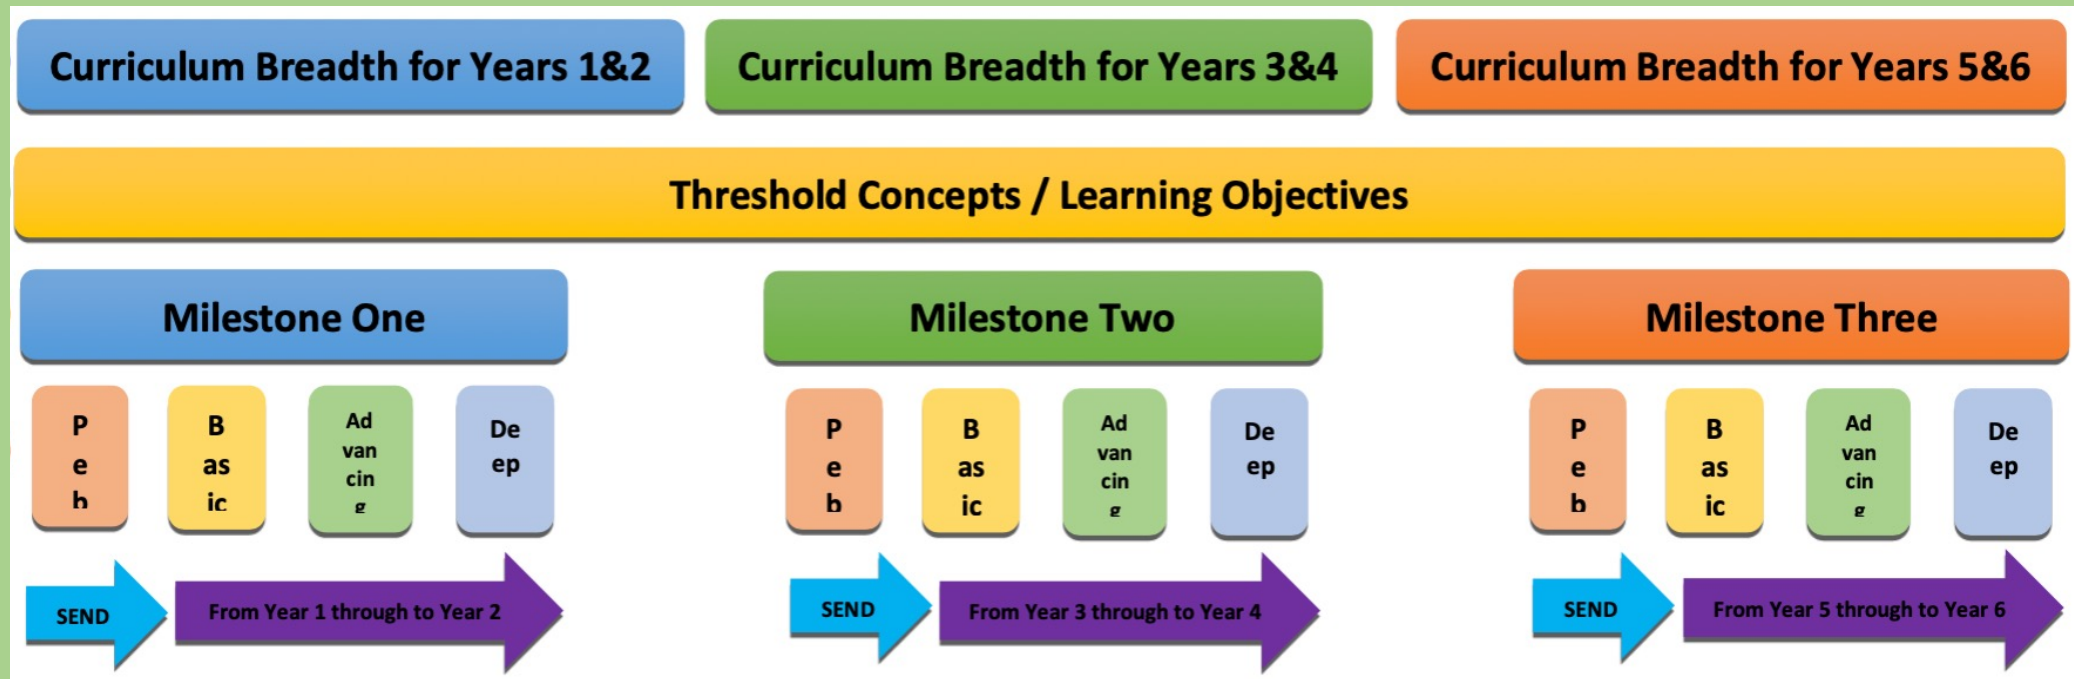 Curriculum Breadth for Years 1&2
Curriculum Breadth for Years 3&4
Curriculum Breadth for Years 5&6
Threshold Concepts / Learning Objectives
Milestone One
Milestone Two
Milestone Three
P
e
b
B
as
ic
Ad
van
cin
g
De
ep
P
e
b
B
as
ic
Ad
van
cin
g
De
ep
P
e
b
B
as
ic
Ad
van
cin
g
De
ep
SEND
From Year 1 through to Year 2
SEND
From Year 3 through to Year 4
SEND
From Year 5 through to Year 6